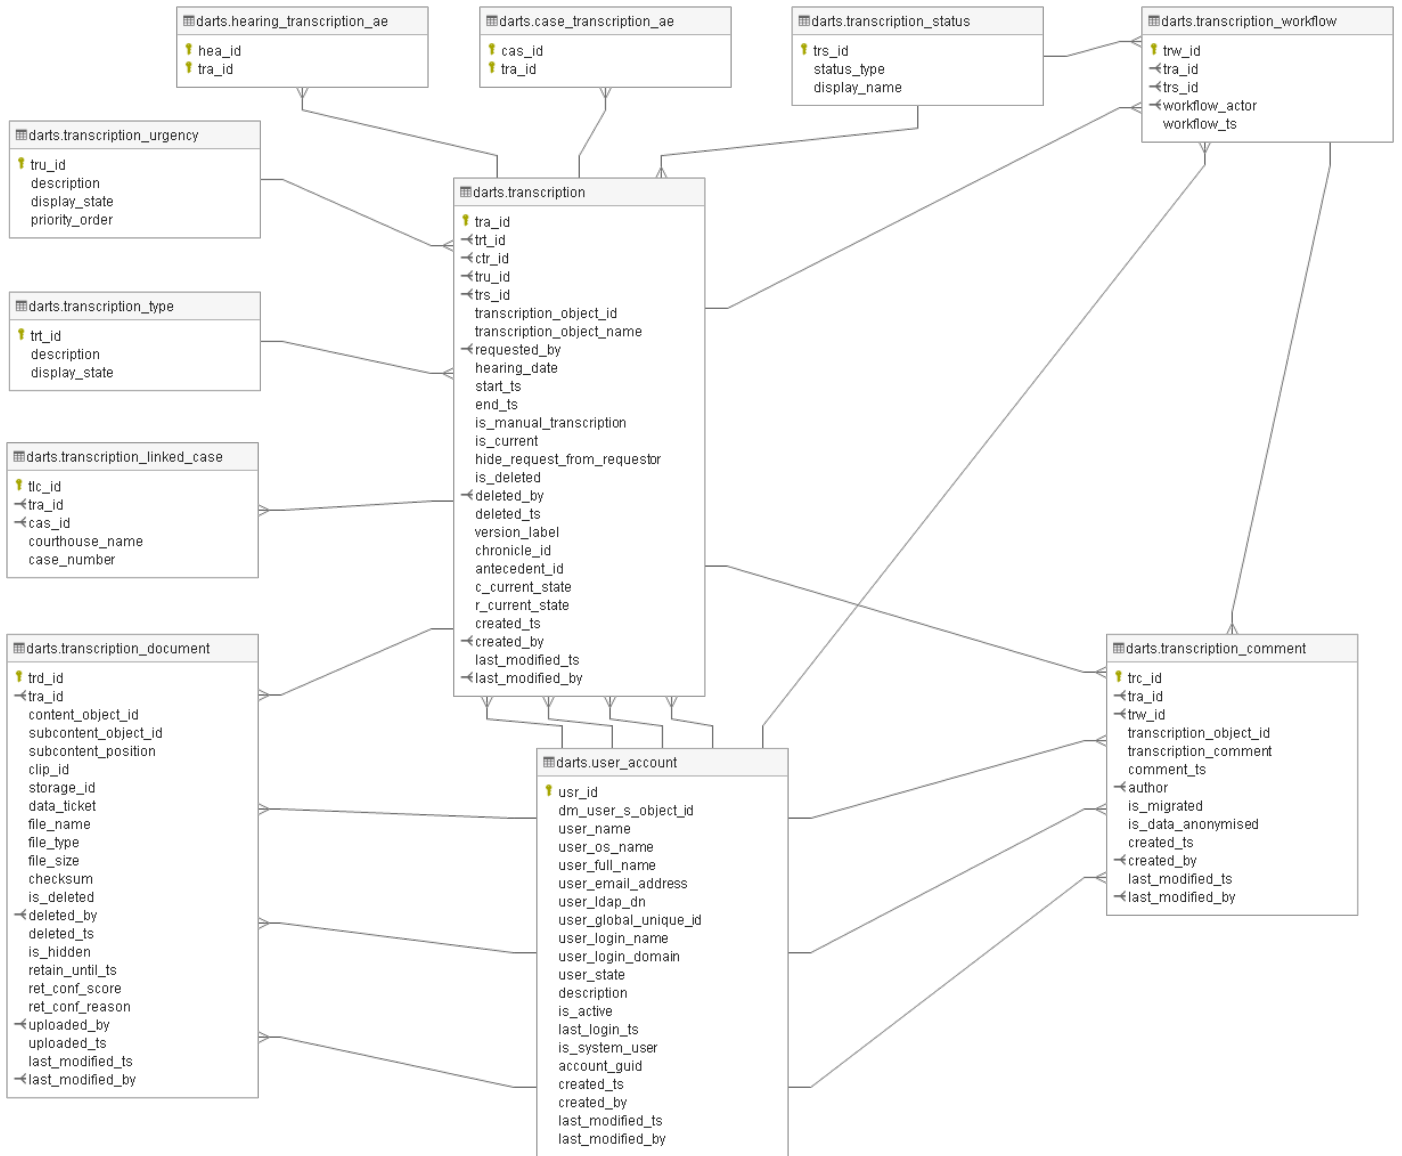 darts.hearing_transcription_ae
hea_id
tra_id
darts.case_transcription_ae
cas_id
tra_id
darts.transcription_status
trs_id
status_type
display_name
darts.transcription_workflow
trw_id
tra_id
trs_id
workflow_actor
workflow_ts
darts.transcription_urgency
tru_id
description
display_state
priority_order
darts.transcription_type
trt_id
description
display_state
darts.transcription_linked_case
tlc_id
tra_id
cas_id
courthouse_name
case_number
darts.transcription_document
trd_id
tra_id
content_object_id
subcontent_object_id
subcontent_position
clip_id
storage_id
data_ticket
file_name
file_type
file_size
checksum
is_deleted
deleted_by
deleted_ts
is_hidden
retain_until_ts
ret_conf_score
ret_conf_reason
uploaded_by
uploaded_ts
last_modified_ts
last_modified_by
darts.transcription
tra_id
trt_id
ctr_id
tru_id
trs_id
transcription_object_id
transcription_object_name
requested_by
hearing_date
start_ts
end_ts
is_manual_transcription
is_current
hide_request_from_requestor
is_deleted
deleted_by
deleted_ts
version_label
chronicle_id
antecedent_id
c_current_state
r_current_state
created_ts
created_by
last_modified_ts
last_modified_by
darts.user_account
usr_id
dm_user_s_object_id
user_name
user_os_name
user_full_name
user_email_address
user_ldap_dn
user_global_unique_id
user_login_name
user_login_domain
user_state
description
is_active
last_login_ts
is_system_user
account_guid
created_ts
created_by
last_modified_ts
last_modified_by
darts.transcription_comment
trc_id
tra_id
trw_id
transcription_object_id
transcription_comment
comment_ts
author
is_migrated
is_data_anonymised
created_ts
created_by
last_modified_ts
last_modified_by